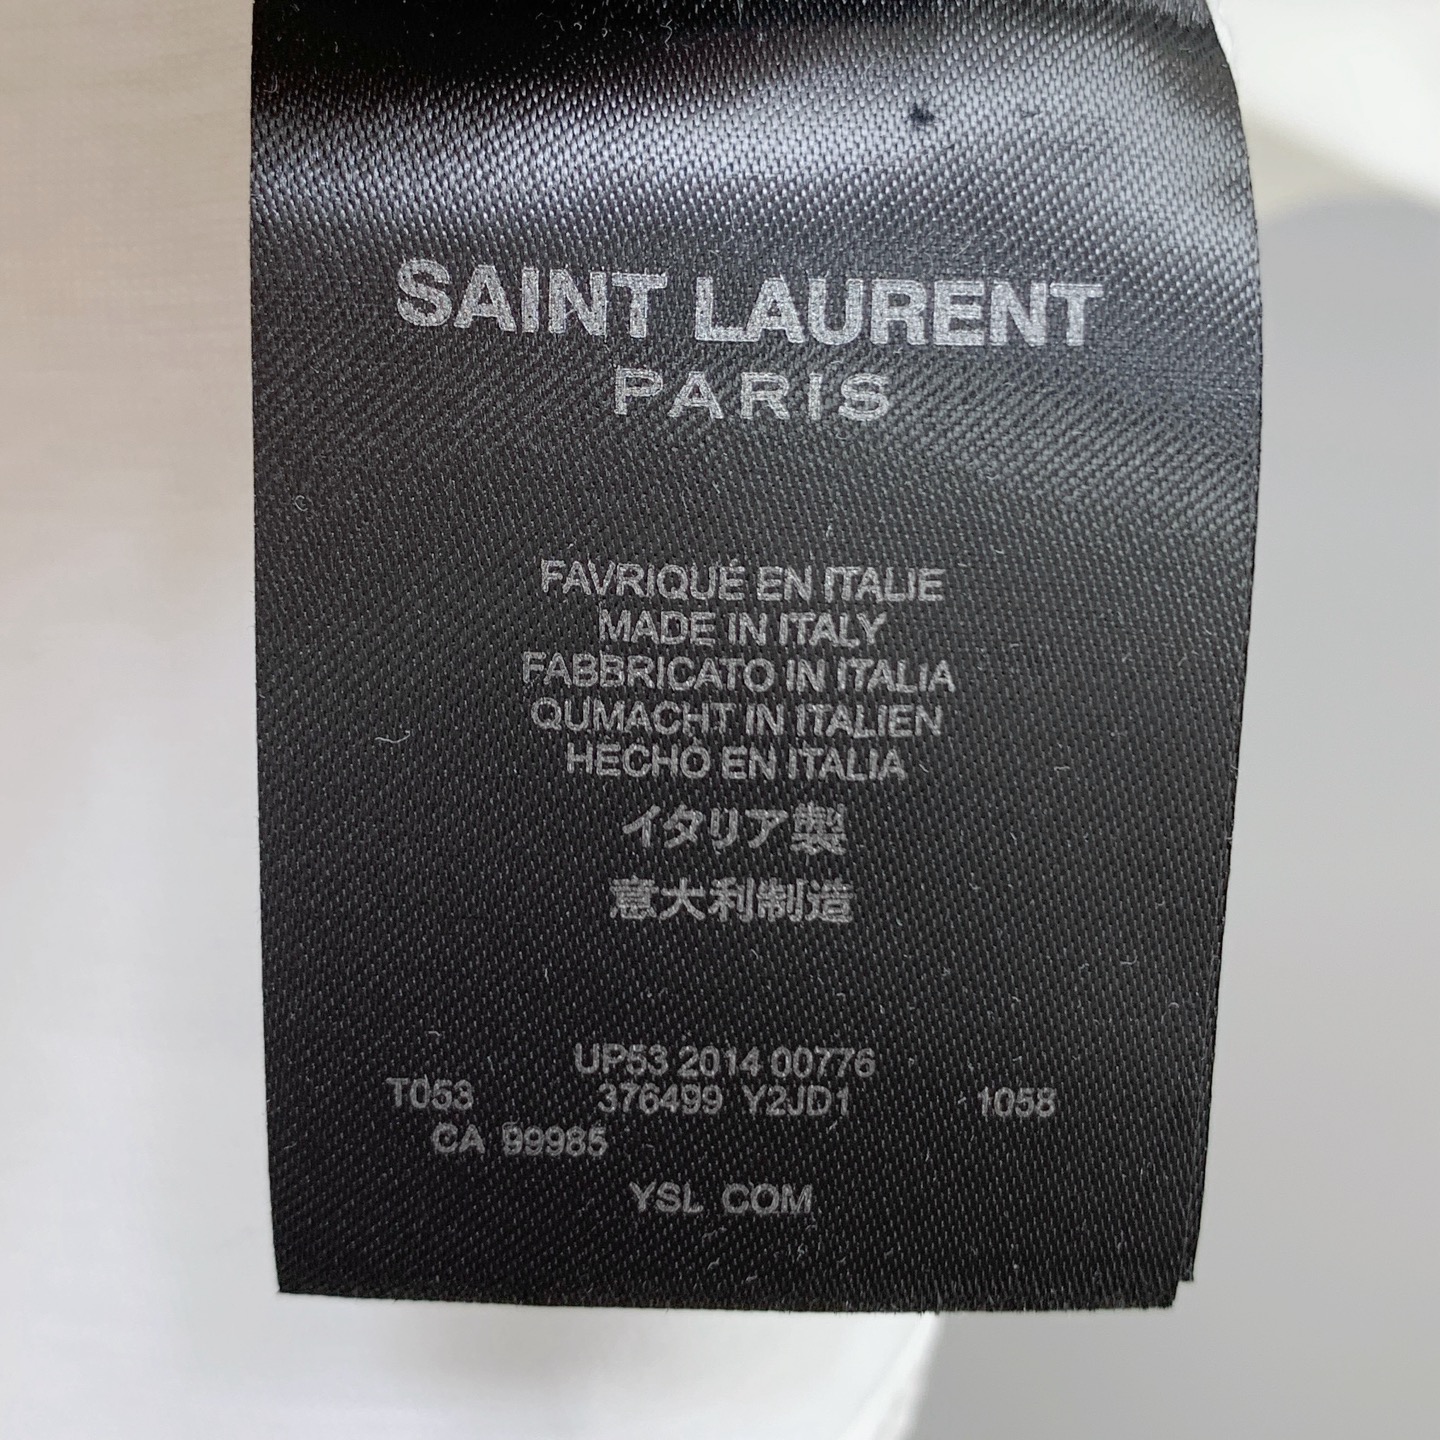 SAINT LAURENT
PARIS
FAVRIQUÉ EN ITALIE
MADE IN ITALY
FABBRICATO IN ITALIA
QUMACHT IN ITALIEN
HECHO EN ITALIA
イタリア製
意大利制造
UP53 2014 00776
T053 376499 Y2JD1 1058
CA 99985
YSL COM